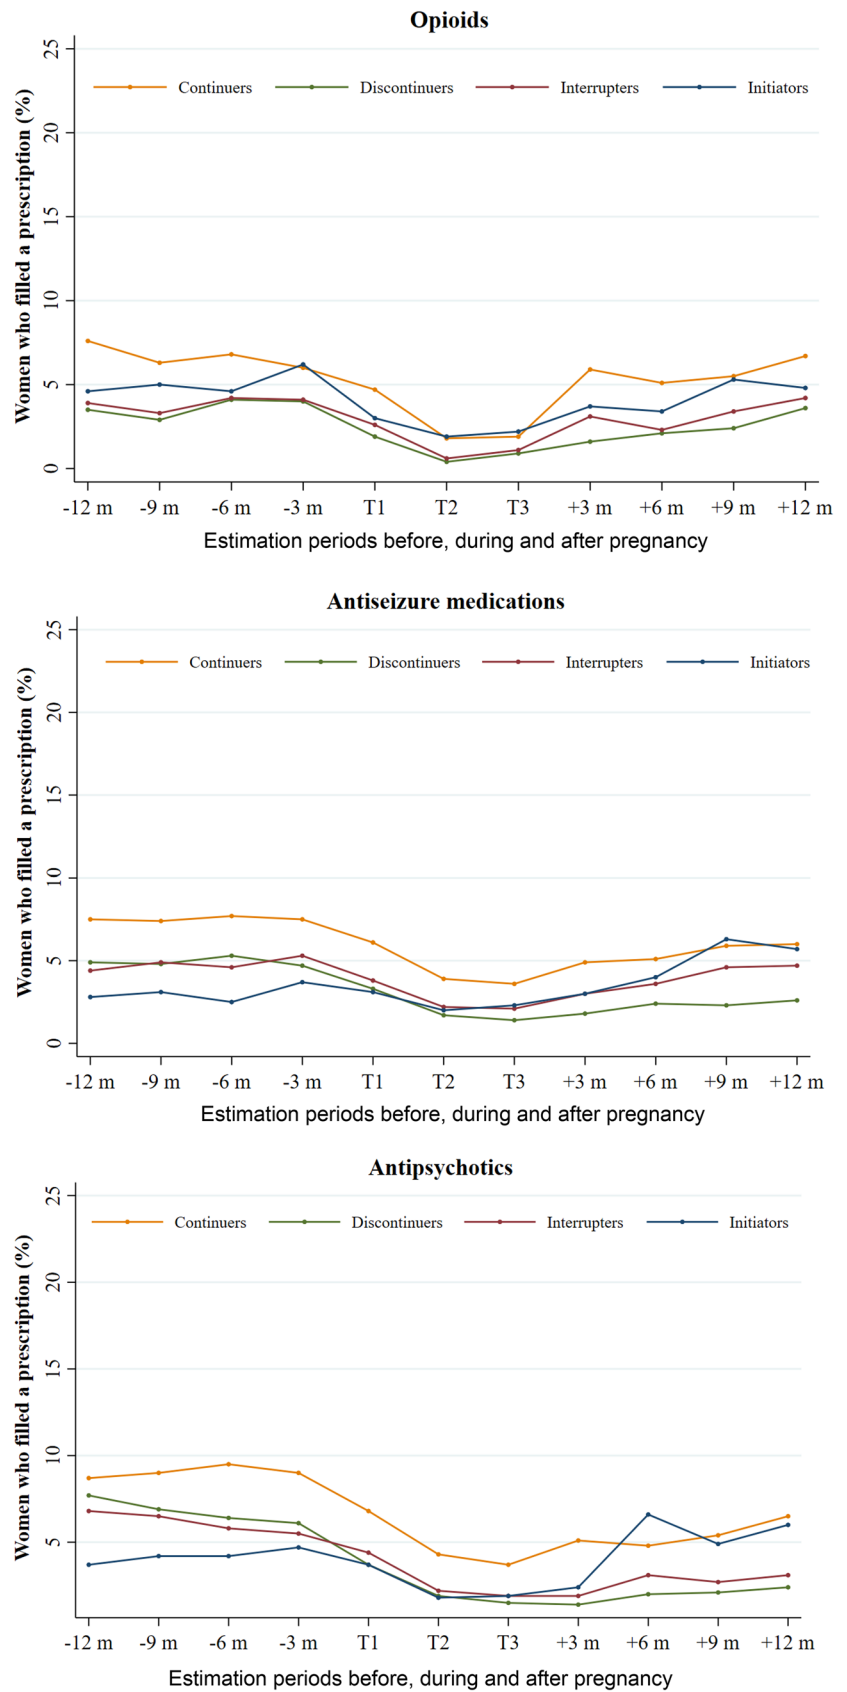 Opioids
Women who filled a prescription (%)
25
20
15
10
5
0
Continuers Discontinuers Interrupters Initiators
-12 m -9 m -6 m -3 m T1 T2 T3 +3 m +6 m +9 m +12 m
Estimation periods before, during and after pregnancy
Antiseizure medications
Women who filled a prescription (%)
25
20
15
10
5
0
Continuers Discontinuers Interrupters Initiators
-12 m -9 m -6 m -3 m T1 T2 T3 +3 m +6 m +9 m +12 m
Estimation periods before, during and after pregnancy
Antipsychotics
Women who filled a prescription (%)
25
20
15
10
5
Continuers Discontinuers Interrupters Initiators
-12 m -9 m -6 m -3 m T1 T2 T3 +3 m +6 m +9 m +12 m
Estimation periods before, during and after pregnancy